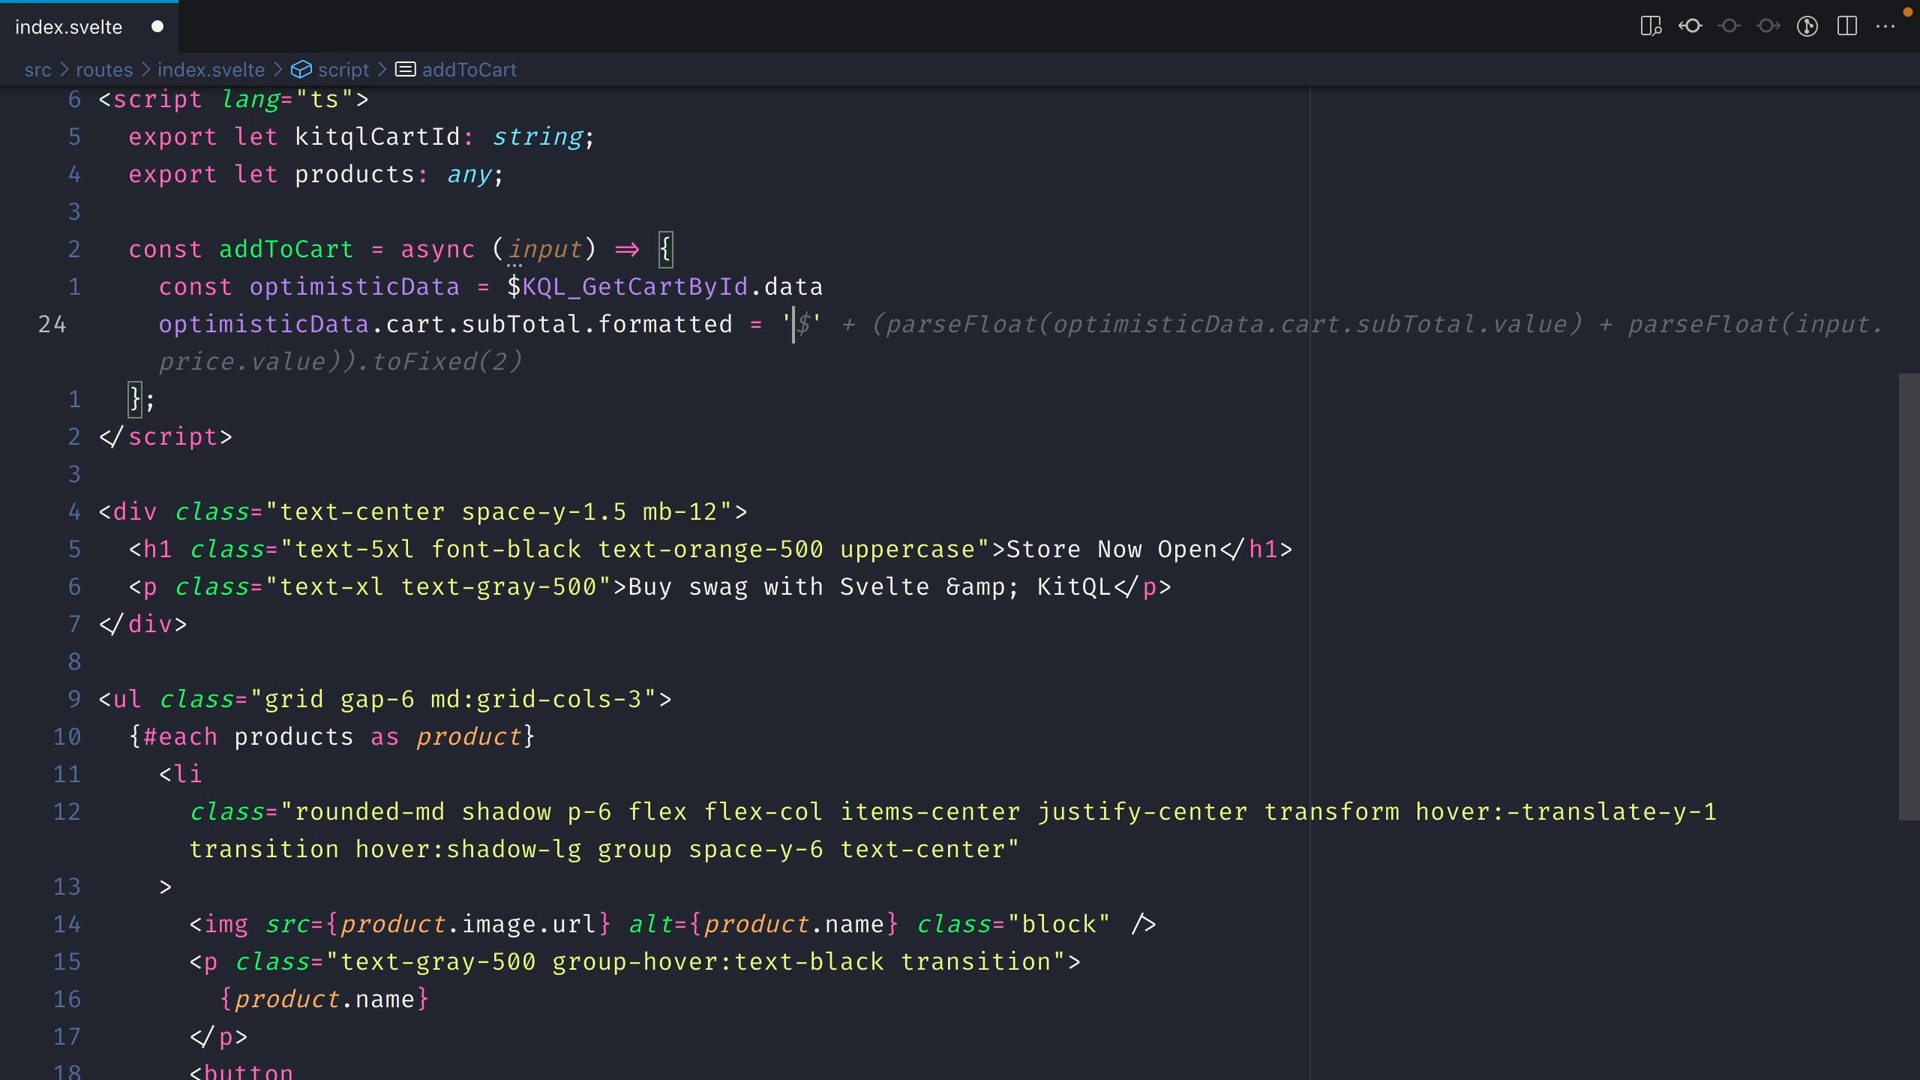 index.svelte
src > routes > index.svelte > script > addToCart
6 <script lang="ts">
5 export let kitqlCartId: string;
4 export let products: any;
3
2 const addToCart = async (input) => {
1 const optimisticData = $KQL_GetCartById.data
24 optimisticData.cart.subTotal.formatted = '$' + (parseFloat(optimisticData.cart.subTotal.value) + parseFloat(input.
price.value)).toFixed(2)
1 };
2 </script>
3
4 <div class="text-center space-y-1.5 mb-12">
5 <h1 class="text-5xl font-black text-orange-500 uppercase">Store Now Open</h1>
6 <p class="text-xl text-gray-500">Buy swag with Svelte &amp; KitQL</p>
7 </div>
8
9 <ul class="grid gap-6 md:grid-cols-3">
10 {#each products as product}
11 <li
12 class="rounded-md shadow p-6 flex flex-col items-center justify-center transform hover:-translate-y-1
transition hover:shadow-lg group space-y-6 text-center"
13 >
14 <img src={product.image.url} alt={product.name} class="block" />
15 <p class="text-gray-500 group-hover:text-black transition">
16 {product.name}
17 </p>
18 <button